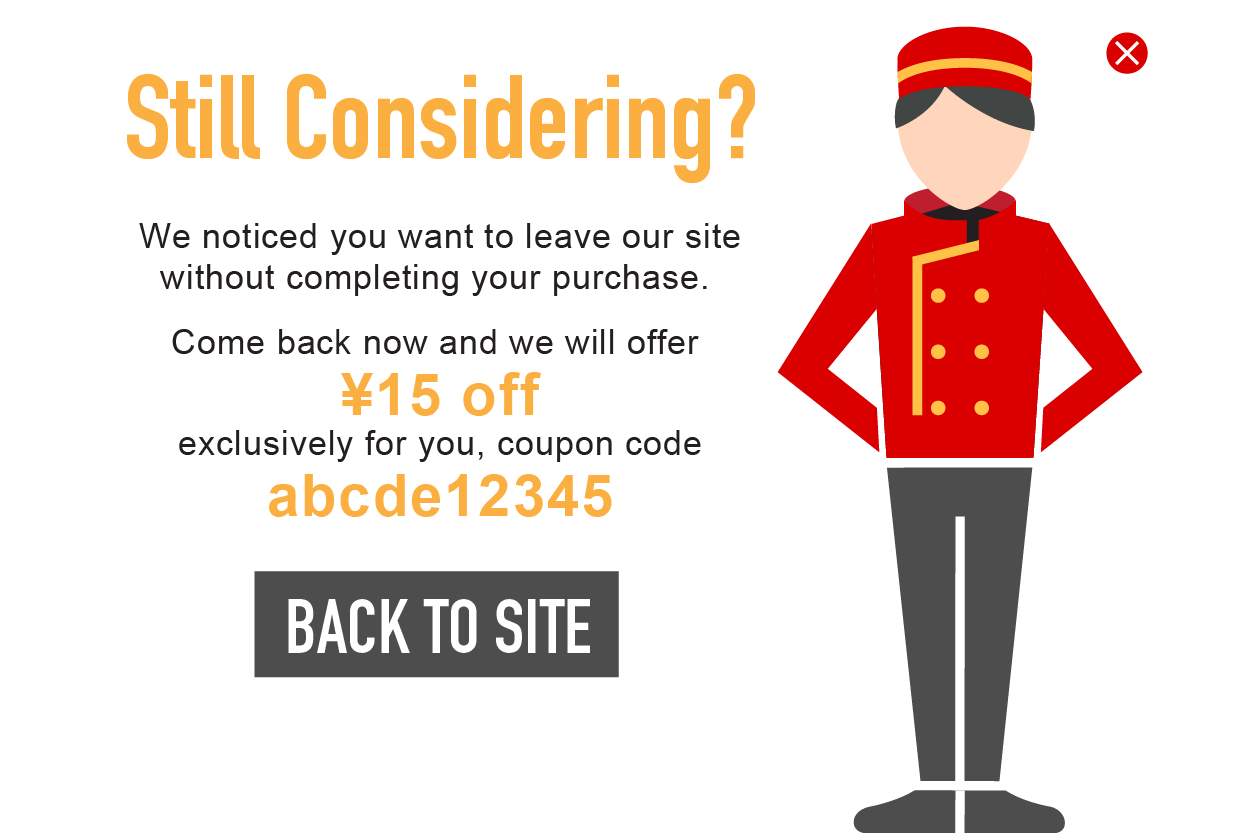 Still Considering?
We noticed you want to leave our site
without completing your purchase.
Come back now and we will offer
¥15 off
exclusively for you, coupon code
abcde12345
BACK TO SITE